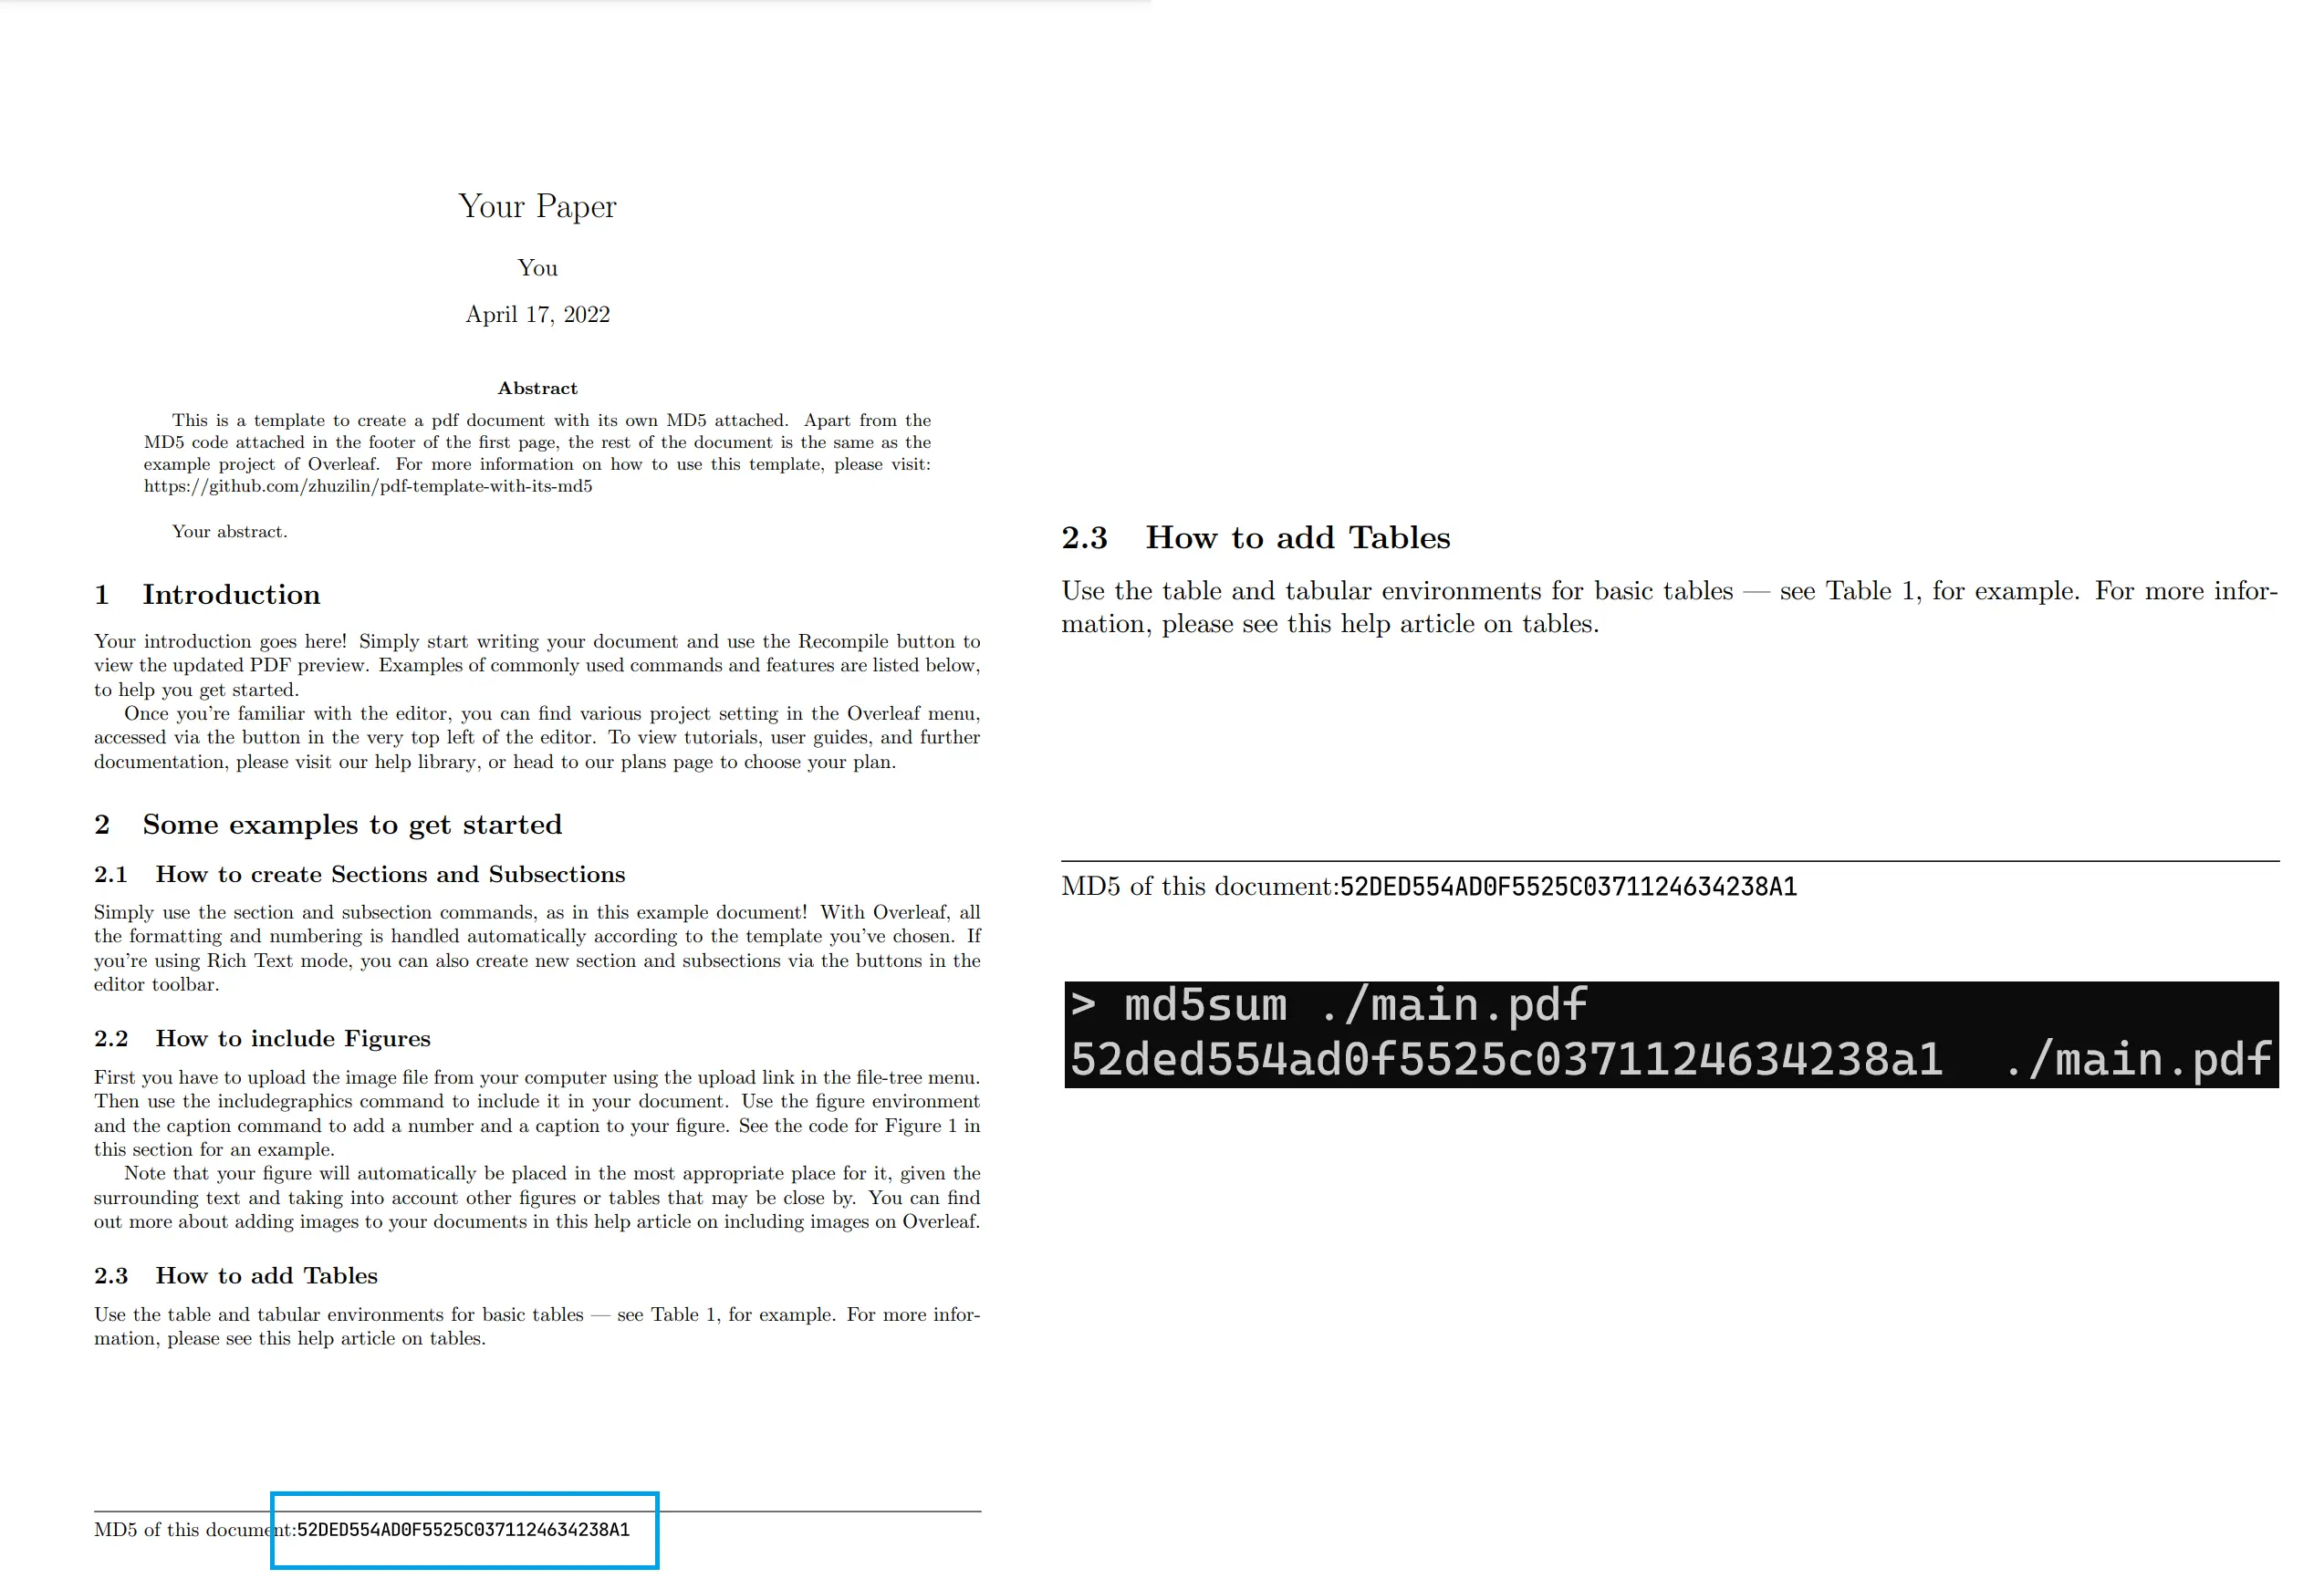 Your Paper
You
April 17, 2022
Abstract
This is a template to create a pdf document with its own MD5 attached. Apart from the
MD5 code attached in the footer of the first page, the rest of the document is the same as the
example project of Overleaf. For more information on how to use this template, please visit:
https://github.com/zhuzilin/pdf-template-with-its-md5
Your abstract.
1 Introduction
Your introduction goes here! Simply start writing your document and use the Recompile button to
view the updated PDF preview. Examples of commonly used commands and features are listed below,
to help you get started.
Once you're familiar with the editor, you can find various project setting in the Overleaf menu,
accessed via the button in the very top left of the editor. To view tutorials, user guides, and further
documentation, please visit our help library, or head to our plans page to choose your plan.
2 Some examples to get started
2.1 How to create Sections and Subsections
Simply use the section and subsection commands, as in this example document! With Overleaf, all
the formatting and numbering is handled automatically according to the template you've chosen. If
you're using Rich Text mode, you can also create new section and subsections via the buttons in the
editor toolbar.
2.2 How to include Figures
First you have to upload the image file from your computer using the upload link in the file-tree menu.
Then use the includegraphics command to include it in your document. Use the figure environment
and the caption command to add a number and a caption to your figure. See the code for Figure 1 in
this section for an example.
Note that your figure will automatically be placed in the most appropriate place for it, given the
surrounding text and taking into account other figures or tables that may be close by. You can find
out more about adding images to your documents in this help article on including images on Overleaf.
2.3 How to add Tables
Use the table and tabular environments for basic tables — see Table 1, for example. For more infor-
mation, please see this help article on tables.
MD5 of this document:52DED554AD0F5525C0371124634238A1
2.3 How to add Tables
Use the table and tabular environments for basic tables — see Table 1, for example. For more infor-
mation, please see this help article on tables.
MD5 of this document:52DED554AD0F5525C0371124634238A1
> md5sum ./main.pdf
52ded554ad0f5525c0371124634238a1 ./main.pdf